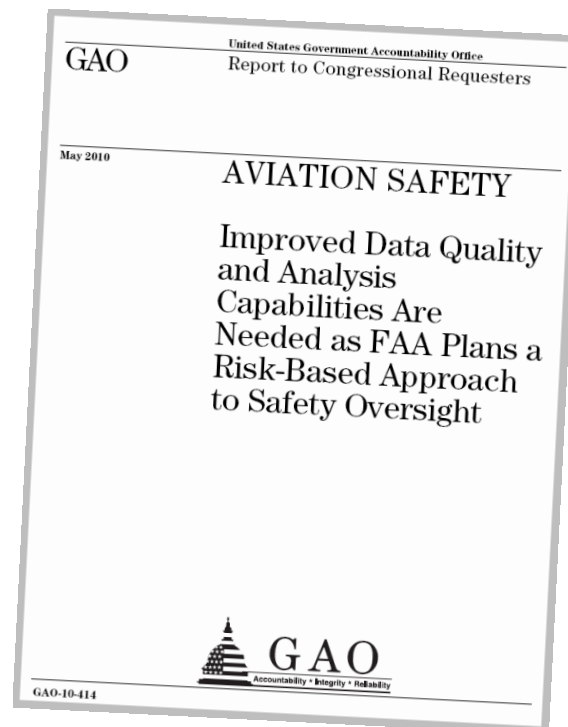 United States Government Accountability Office
GAO
Report to Congressional Requesters
May 2010
AVIATION SAFETY
Improved Data Quality
and Analysis
Capabilities Are
Needed as FAA Plans a
Risk-Based Approach
to Safety Oversight
GAO
Accountability * Integrity * Reliability
GAO-10-414